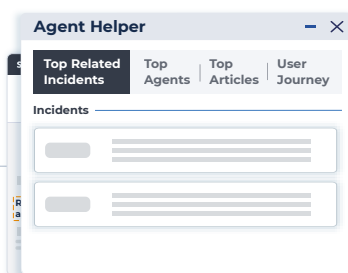 Agent Helper
Top Related
Incidents
Top
Agents
Top
Articles
User
Journey
Incidents